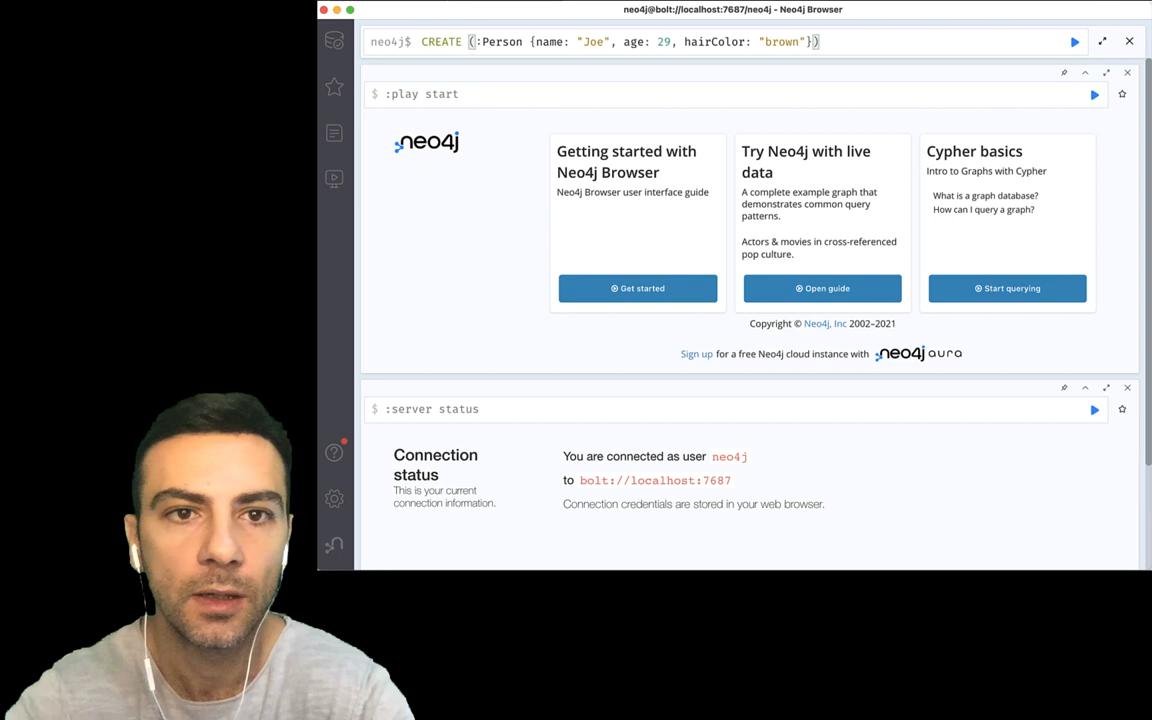 neo4j@bolt://localhost:7687/neo4j - Neo4j Browser
neo4j$ CREATE (:Person {name: "Joe", age: 29, hairColor: "brown"})
$ :play start
neo4j
Getting started with
Neo4j Browser
Neo4j Browser user interface guide
Get started
Try Neo4j with live
data
A complete example graph that
demonstrates common query
patterns.
Actors & movies in cross-referenced
pop culture.
Open guide
Cypher basics
Intro to Graphs with Cypher
What is a graph database?
How can I query a graph?
Start querying
Copyright © Neo4j, Inc 2002–2021
Sign up for a free Neo4j cloud instance with neo4j aura
$ :server status
Connection
status
This is your current
connection information.
You are connected as user neo4j
to bolt://localhost:7687
Connection credentials are stored in your web browser.